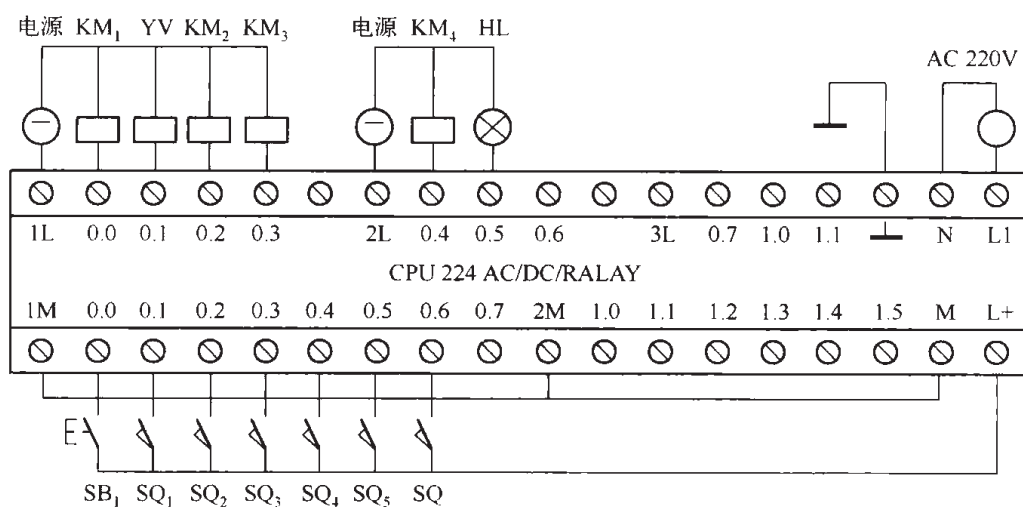 电源 KM₁ YV KM₂ KM₃ 电源 KM₄ HL
AC 220V
1L 0.0 0.1 0.2 0.3 2L 0.4 0.5 0.6 3L 0.7 1.0 1.1 N L1
CPU 224 AC/DC/RALAY
1M 0.0 0.1 0.2 0.3 0.4 0.5 0.6 0.7 2M 1.0 1.1 1.2 1.3 1.4 1.5 M L+
SB₁ SQ₁ SQ₂ SQ₃ SQ₄ SQ₅ SQ